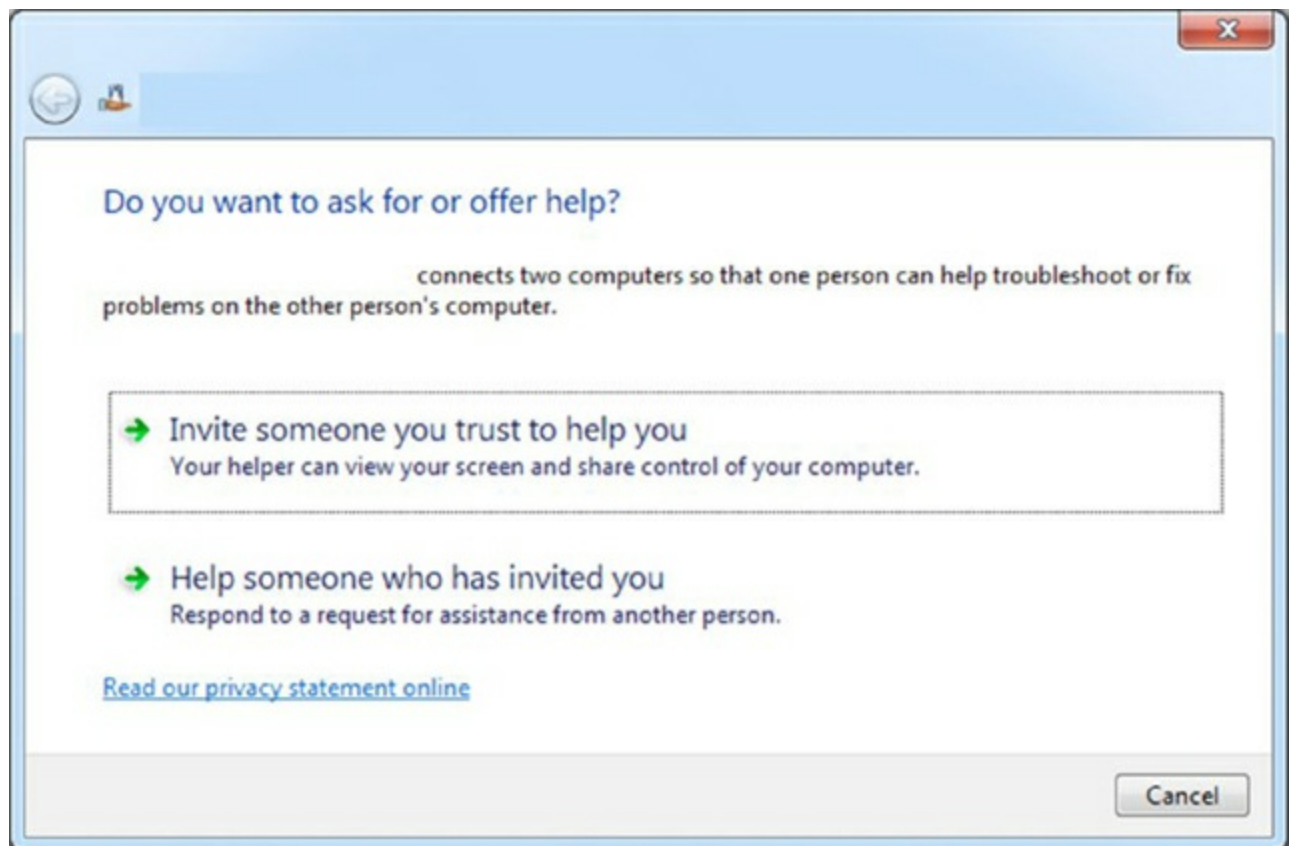 Do you want to ask for or offer help?
connects two computers so that one person can help troubleshoot or fix
problems on the other person's computer.
Invite someone you trust to help you
Your helper can view your screen and share control of your computer.
Help someone who has invited you
Respond to a request for assistance from another person.
Read our privacy statement online
Cancel